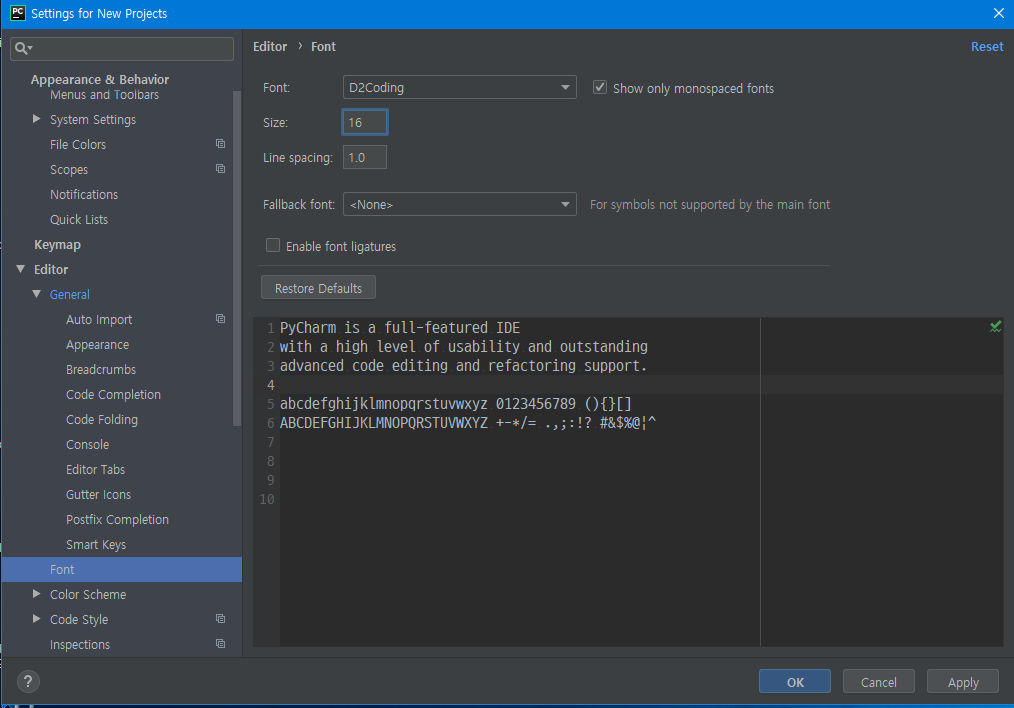 PC Settings for New Projects
Appearance & Behavior
Menus and Toolbars
System Settings
File Colors
Scopes
Notifications
Quick Lists
Keymap
Editor
General
Auto Import
Appearance
Breadcrumbs
Code Completion
Code Folding
Console
Editor Tabs
Gutter Icons
Postfix Completion
Smart Keys
Font
Color Scheme
Code Style
Inspections
Editor › Font
Reset
Font: D2Coding Show only monospaced fonts
Size: 16
Line spacing: 1.0
Fallback font: <None> For symbols not supported by the main font
Enable font ligatures
Restore Defaults
1 PyCharm is a full-featured IDE
2 with a high level of usability and outstanding
3 advanced code editing and refactoring support.
4
5 abcdefghijklmnopqrstuvwxyz 0123456789 (){}[]
6 ABCDEFGHIJKLMNOPQRSTUVWXYZ +-*/= .,;:!? #&$%@¦^
7
8
9
10
?
OK Cancel Apply